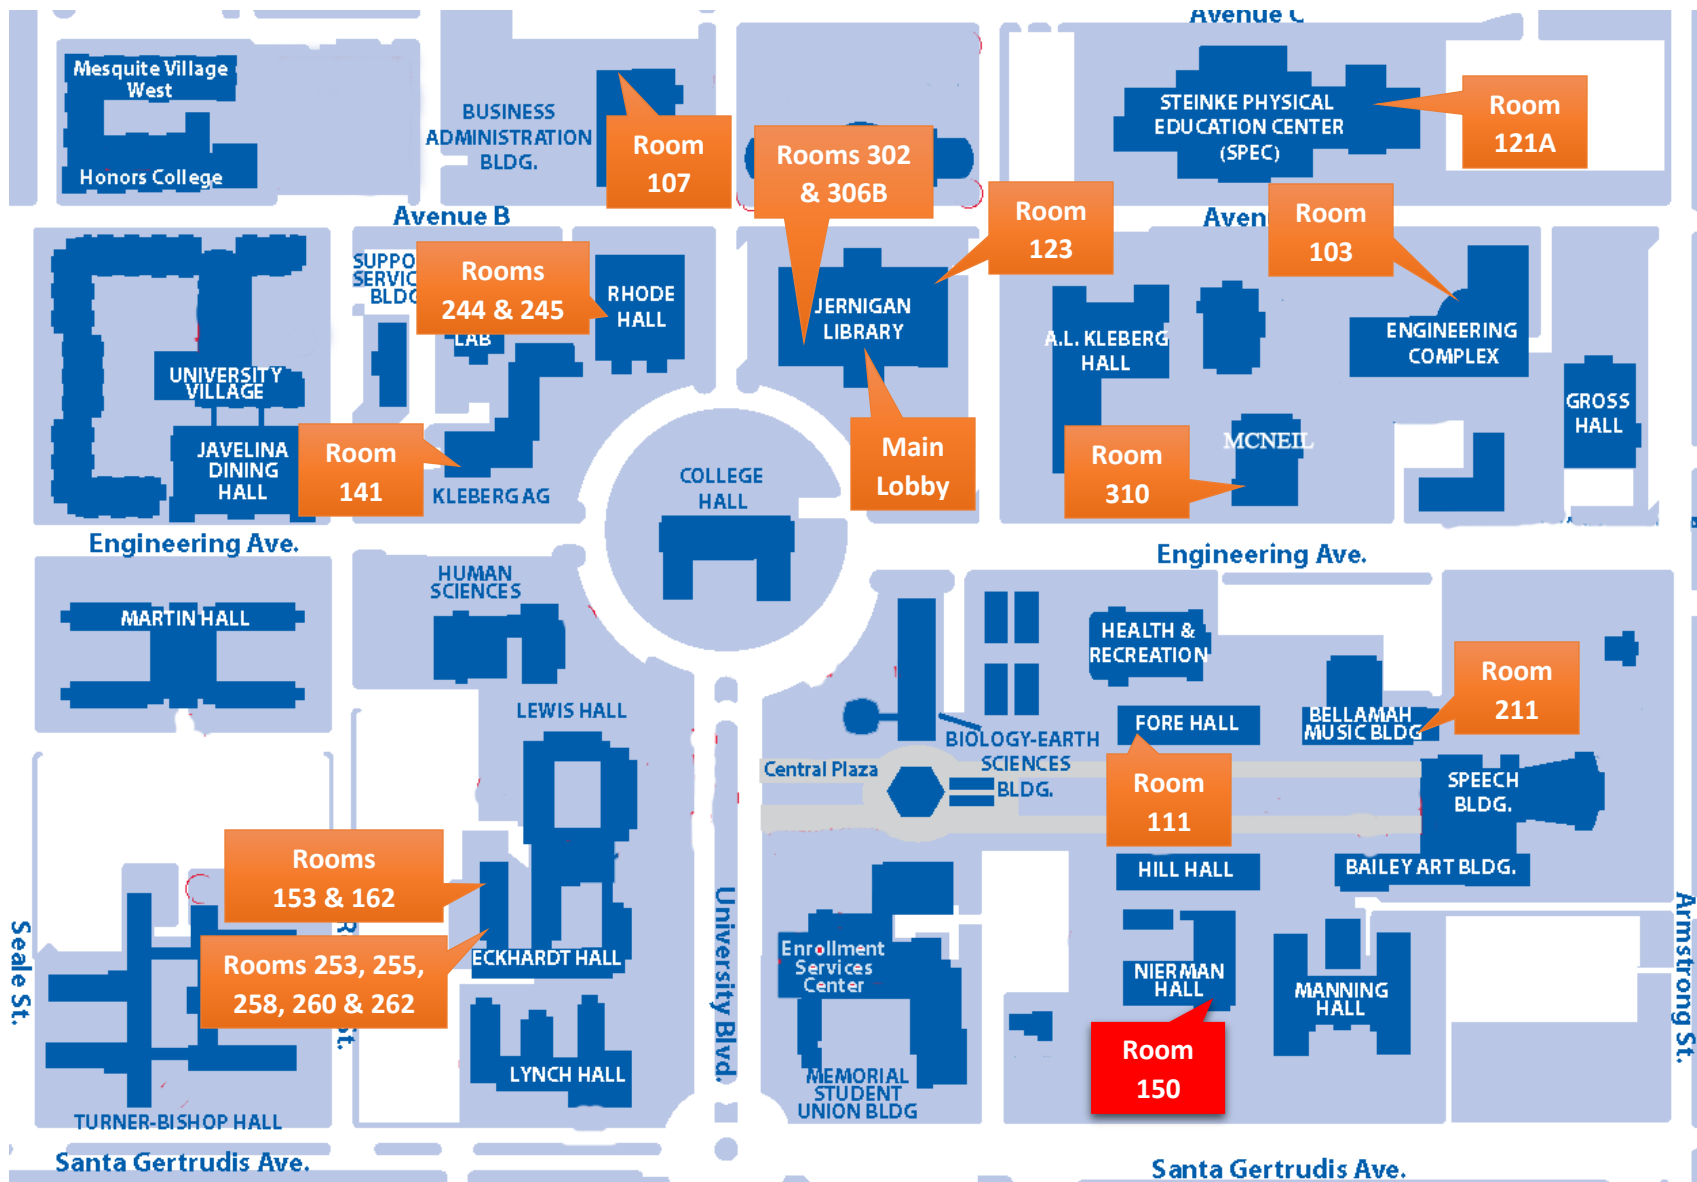 Avenue C
Mesquite Village
West
Honors College
BUSINESS
ADMINISTRATION
BLDG.
Room
107
Rooms 302
& 306B
STEINKE PHYSICAL
EDUCATION CENTER
(SPEC)
Room
121A
Avenue B
Room
123
Aven
Room
103
SUPPO
SERVIC
BLDG
Rooms
244 & 245
LAB
RHODE
HALL
JERNIGAN
LIBRARY
A.L. KLEBERG
HALL
ENGINEERING
COMPLEX
UNIVERSITY
VILLAGE
JAVELINA
DINING
HALL
Room
141
KLEBERG AG
COLLEGE
HALL
Main
Lobby
Room
310
MCNEIL
GROSS
HALL
Engineering Ave.
Engineering Ave.
MARTIN HALL
HUMAN
SCIENCES
HEALTH &
RECREATION
LEWIS HALL
FORE HALL
BELLAMAH
MUSIC BLDG
Room
211
BIOLOGY-EARTH
SCIENCES
BLDG.
Central Plaza
Room
111
SPEECH
BLDG.
Rooms
153 & 162
HILL HALL
BAILEY ART BLDG.
Seale St.
R
St.
Rooms 253, 255,
258, 260 & 262
ECKHARDT HALL
University Blvd.
Enrollment
Services
Center
NIERMAN
HALL
MANNING
HALL
Armstrong St.
LYNCH HALL
Room
150
MEMORIAL
STUDENT
UNION BLDG
TURNER-BISHOP HALL
Santa Gertrudis Ave.
Santa Gertrudis Ave.